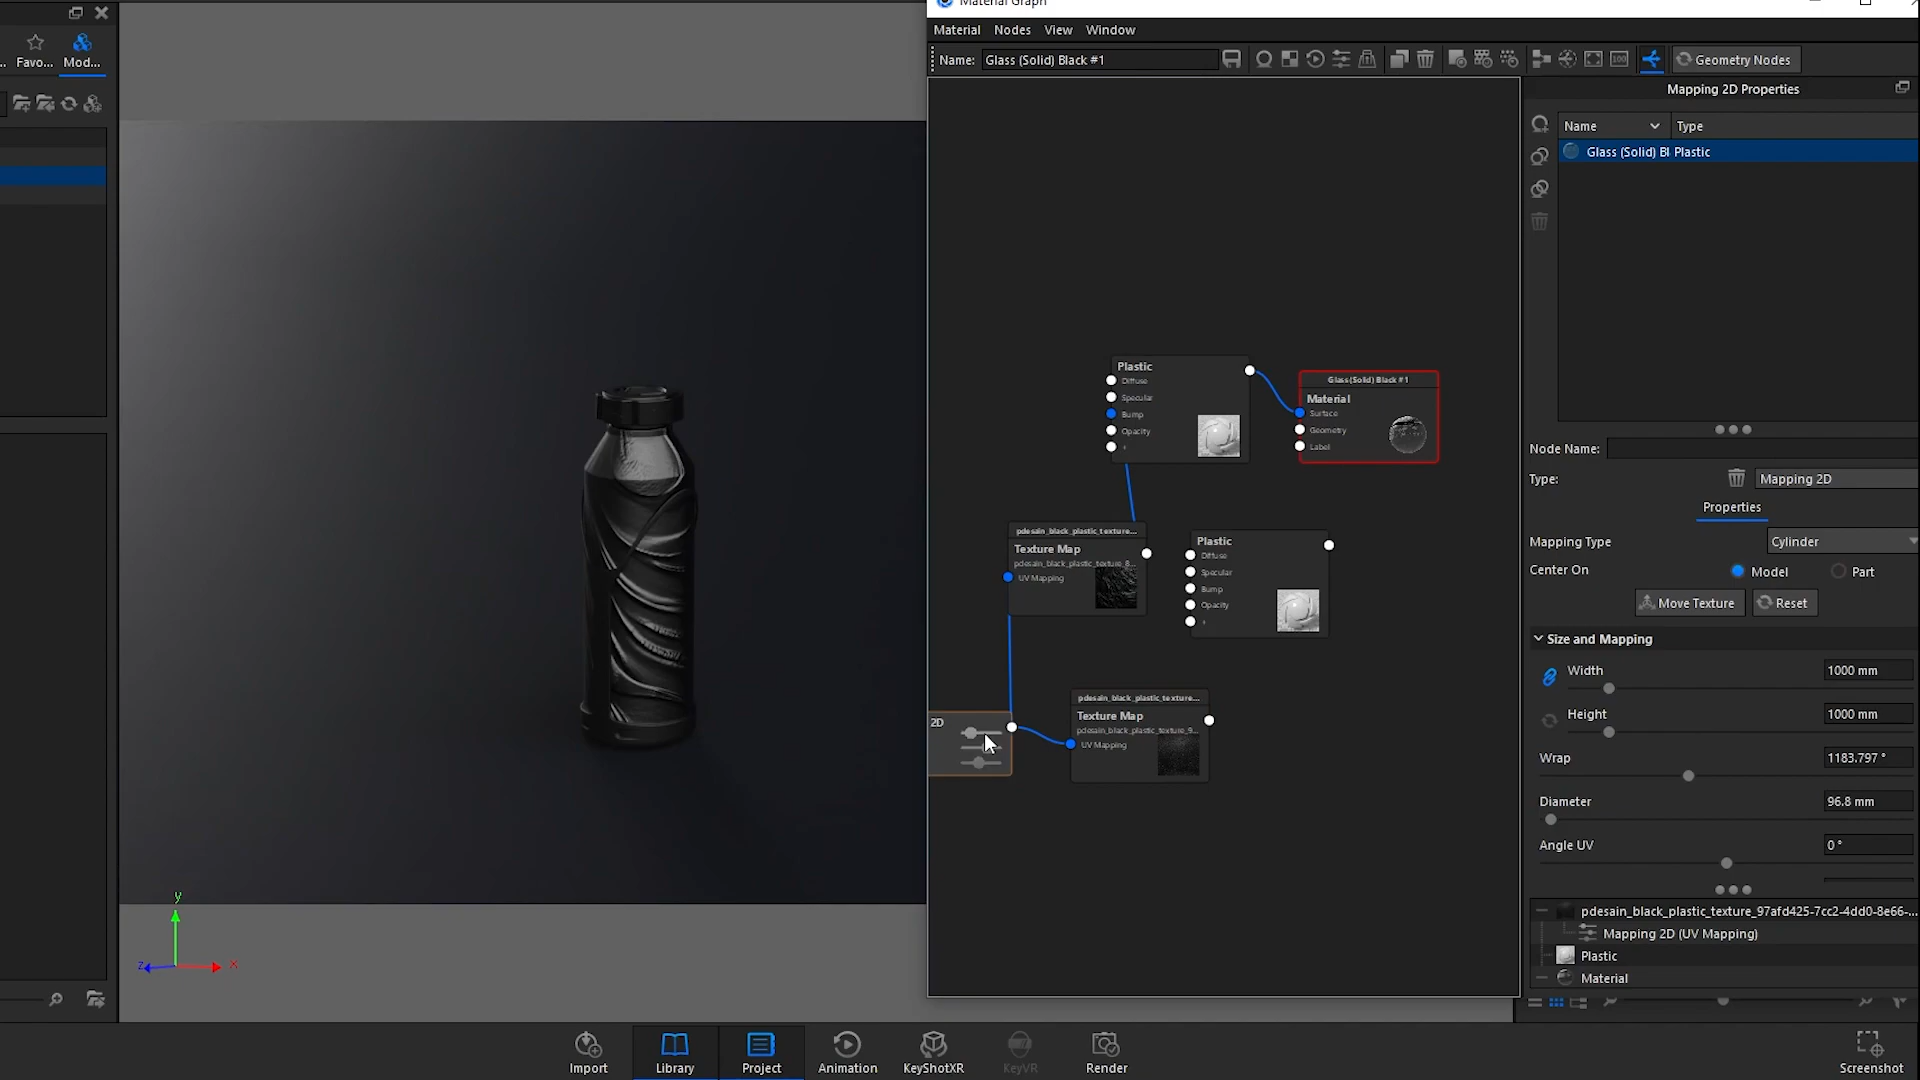 Material Graph
Favo...
Mod...
Material Nodes View Window
Name: Glass (Solid) Black #1
Geometry Nodes
Mapping 2D Properties
Name Type
Glass (Solid) Bl Plastic
Plastic
Diffuse
Specular
Bump
Opacity
+
Glass (Solid) Black #1
Material
Surface
Geometry
Label
pdesain_black_plastic_texture...
Texture Map
pdesain_black_plastic_texture_8...
UV Mapping
Plastic
Diffuse
Specular
Bump
Opacity
+
2D
pdesain_black_plastic_texture...
Texture Map
pdesain_black_plastic_texture_9...
UV Mapping
Node Name:
Type: Mapping 2D
Properties
Mapping Type Cylinder
Center On Model Part
Move Texture Reset
Size and Mapping
Width 1000 mm
Height 1000 mm
Wrap 1183.797 °
Diameter 96.8 mm
Angle UV 0 °
pdesain_black_plastic_texture_97afd425-7cc2-4dd0-8e66-...
Mapping 2D (UV Mapping)
Plastic
Material
y
z
x
Import
Library
Project
Animation
KeyShotXR
KeyVR
Render
Screenshot